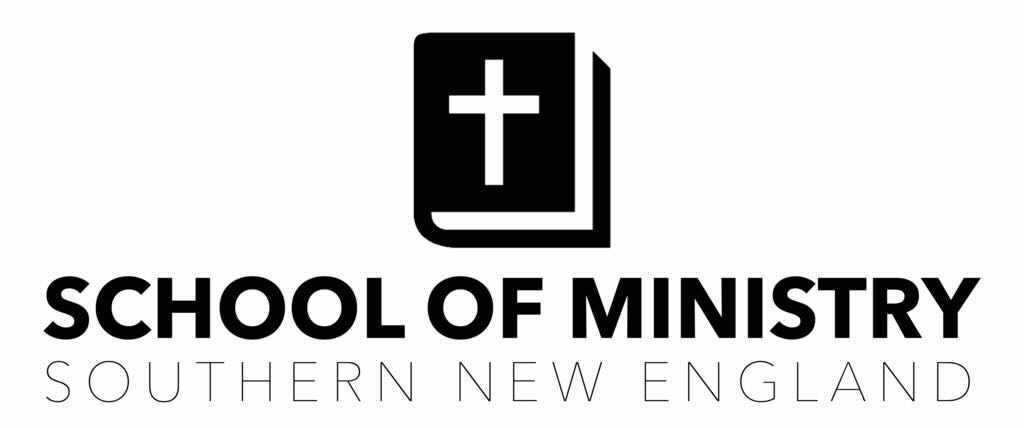 SCHOOL OF MINISTRY
SOUTHERN NEW ENGLAND